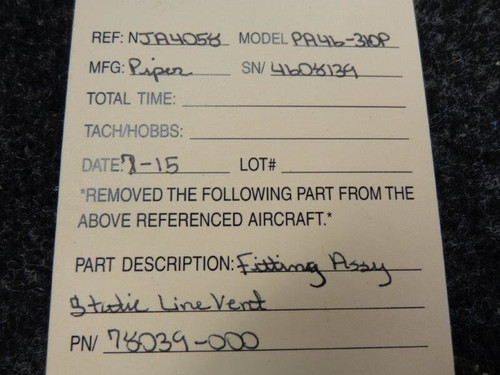 REF: NJA4058 MODEL PA46-310P
MFG: Piper SN/ 4608139
TOTAL TIME:
TACH/HOBBS:
DATE: 7-15 LOT#
*REMOVED THE FOLLOWING PART FROM THE
ABOVE REFERENCED AIRCRAFT.*
PART DESCRIPTION: Fitting Assy
Static Line Vent
PN/ 78039-000